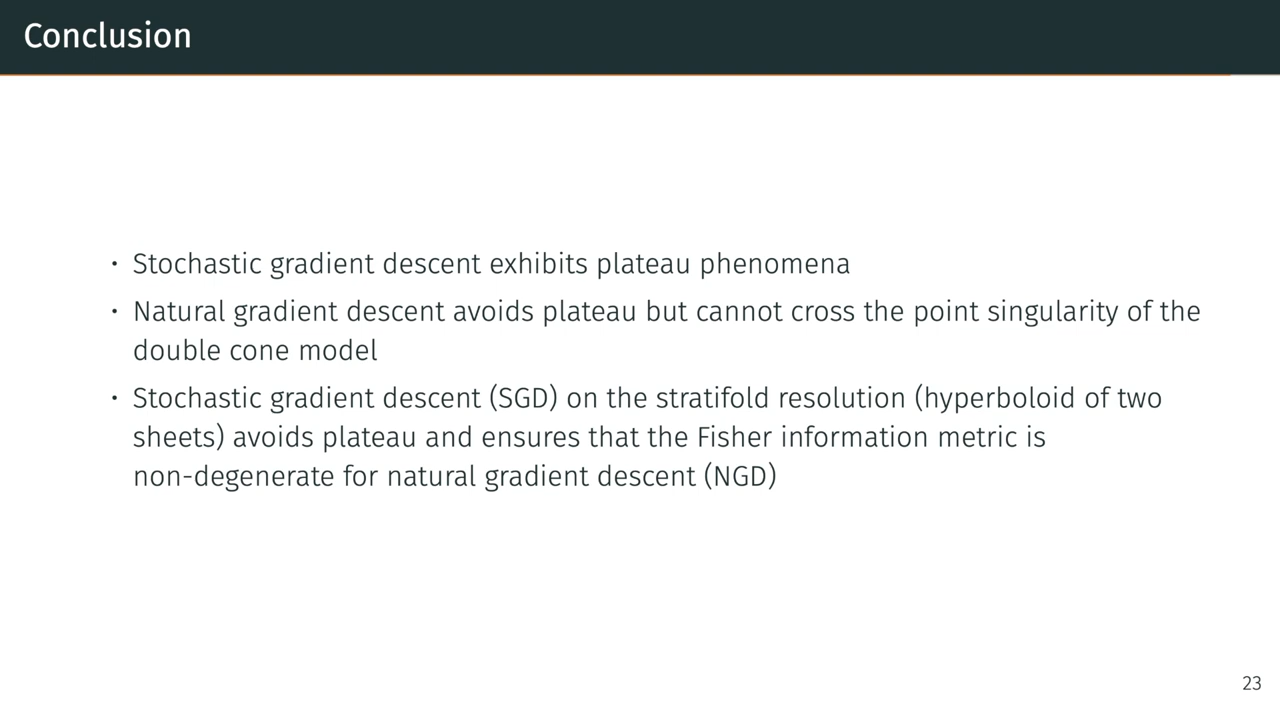 Conclusion
· Stochastic gradient descent exhibits plateau phenomena
· Natural gradient descent avoids plateau but cannot cross the point singularity of the
double cone model
· Stochastic gradient descent (SGD) on the stratifold resolution (hyperboloid of two
sheets) avoids plateau and ensures that the Fisher information metric is
non-degenerate for natural gradient descent (NGD)
23